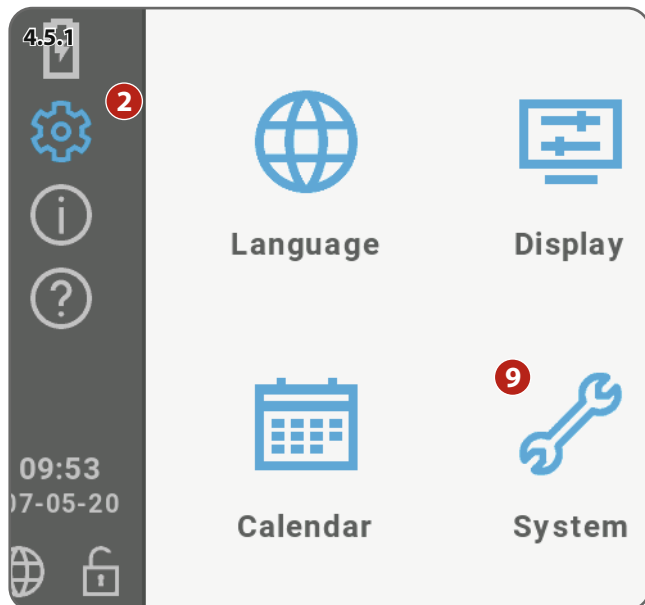 4.5.1
2
Language
Display
9
09:53
07-05-20
Calendar
System